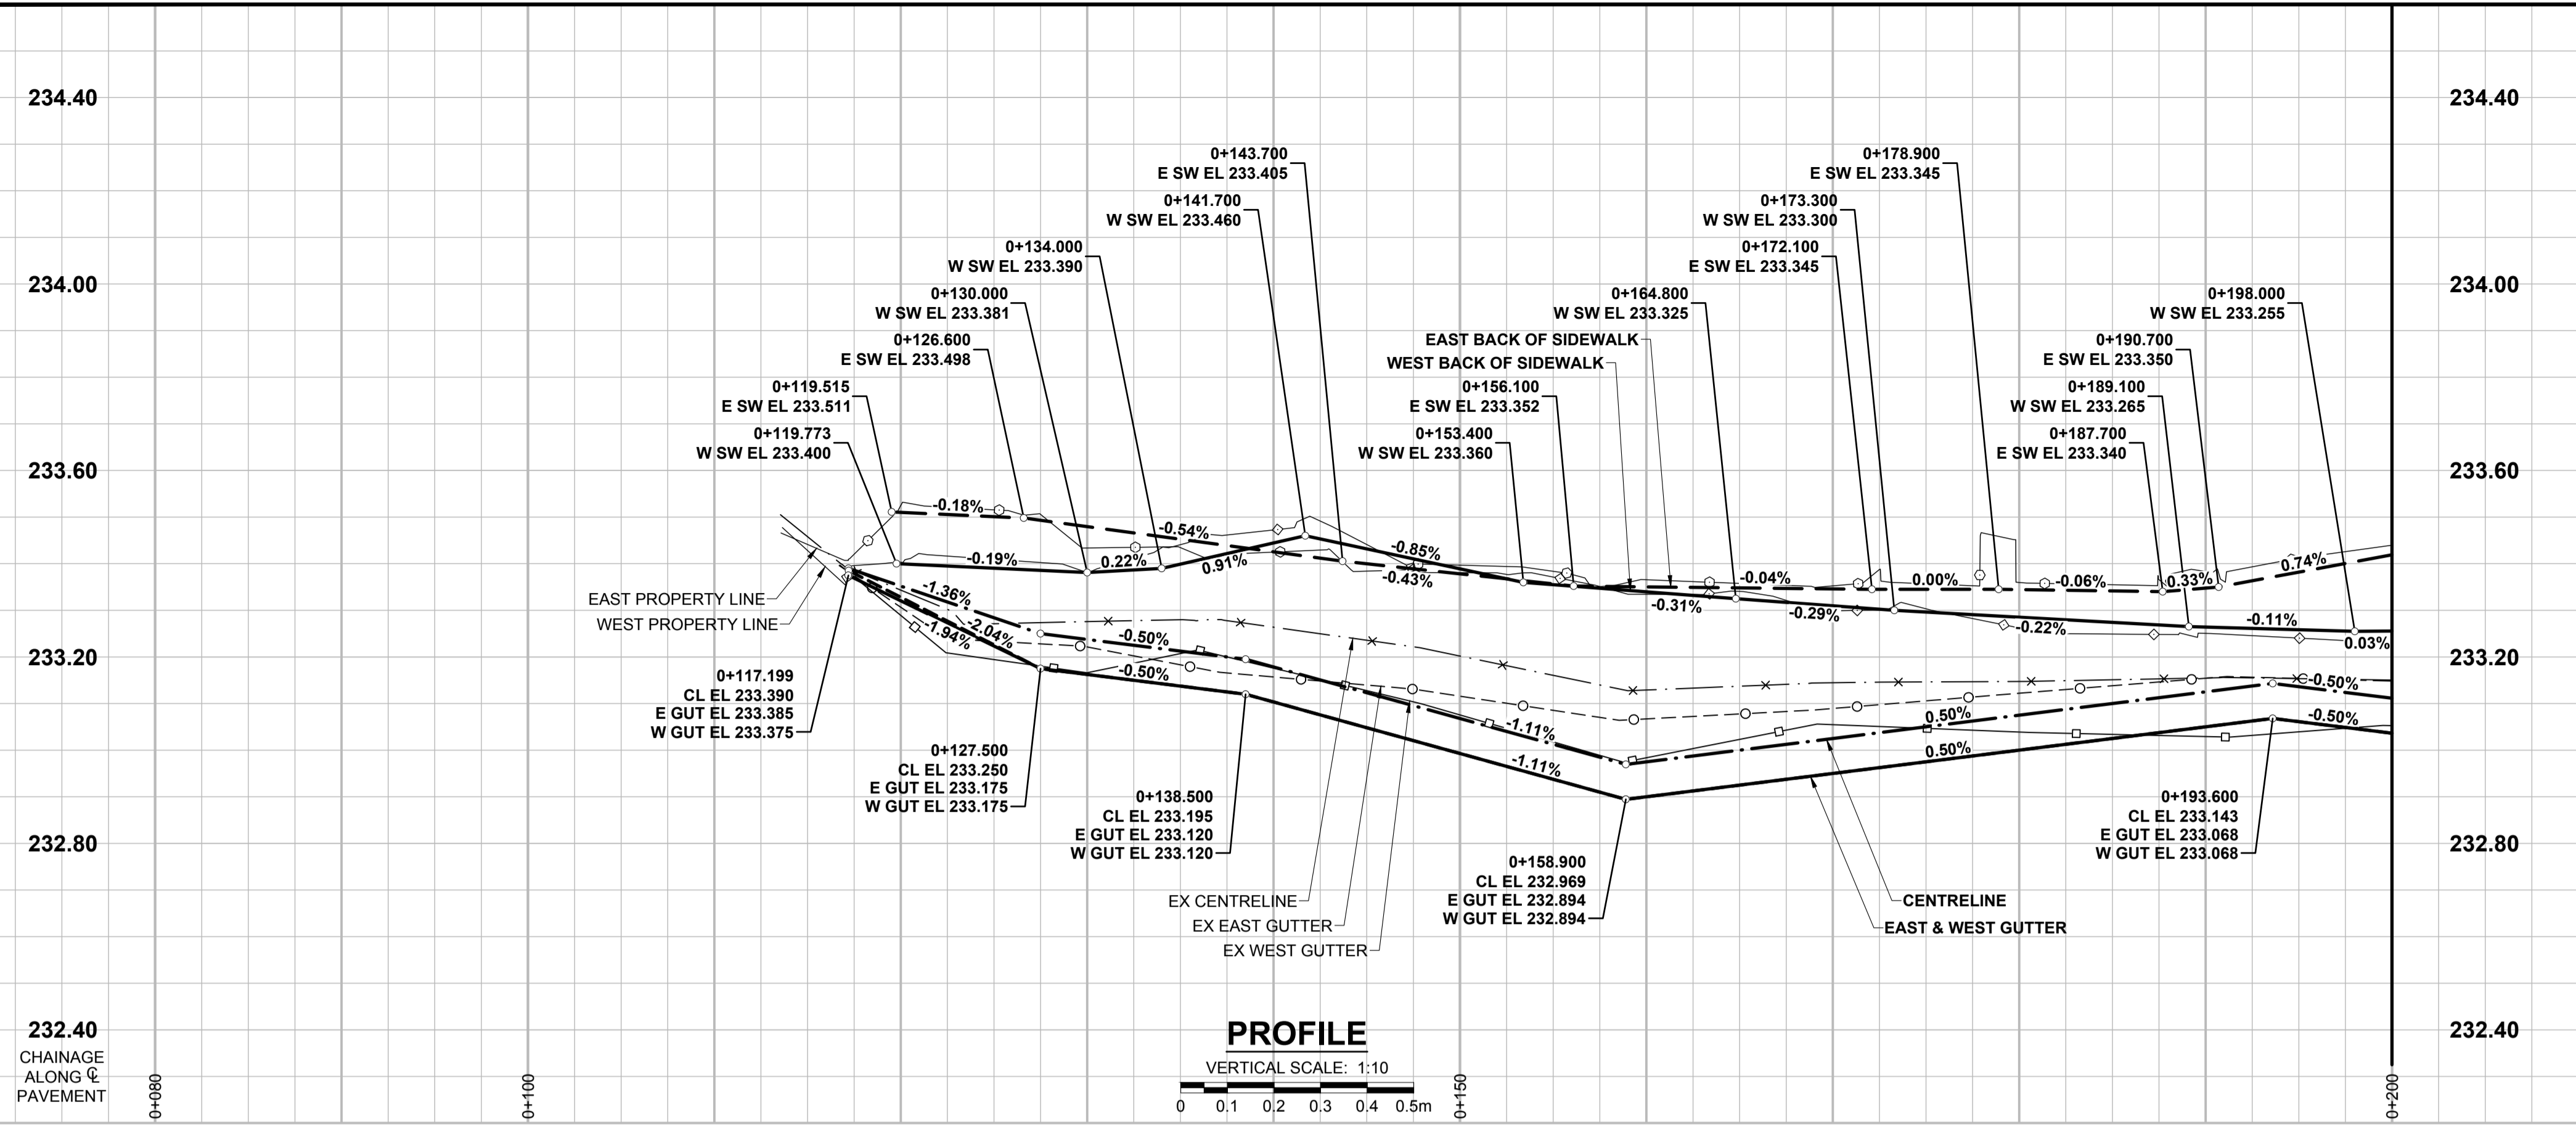 234.40
234.40
0+143.700
E SW EL 233.405
0+178.900
E SW EL 233.345
0+141.700
W SW EL 233.460
0+173.300
W SW EL 233.300
0+134.000
W SW EL 233.390
0+172.100
E SW EL 233.345
234.00
234.00
0+130.000
W SW EL 233.381
0+164.800
W SW EL 233.325
0+198.000
W SW EL 233.255
0+126.600
E SW EL 233.498
EAST BACK OF SIDEWALK
WEST BACK OF SIDEWALK
0+190.700
E SW EL 233.350
0+119.515
E SW EL 233.511
0+156.100
E SW EL 233.352
0+189.100
W SW EL 233.265
0+119.773
W SW EL 233.400
0+153.400
W SW EL 233.360
0+187.700
E SW EL 233.340
233.60
233.60
-0.18%
-0.54%
-0.19%
0.22%
0.91%
-0.85%
-0.43%
-0.04%
0.00%
-0.06%
0.33%
0.74%
-0.31%
-0.29%
-0.22%
-0.11%
0.03%
EAST PROPERTY LINE
WEST PROPERTY LINE
-1.36%
-2.04%
-1.94%
-0.50%
-0.50%
233.20
233.20
-1.11%
-1.11%
0.50%
0.50%
-0.50%
-0.50%
0+117.199
CL EL 233.390
E GUT EL 233.385
W GUT EL 233.375
0+127.500
CL EL 233.250
E GUT EL 233.175
W GUT EL 233.175
0+138.500
CL EL 233.195
E GUT EL 233.120
W GUT EL 233.120
0+158.900
CL EL 232.969
E GUT EL 232.894
W GUT EL 232.894
0+193.600
CL EL 233.143
E GUT EL 233.068
W GUT EL 233.068
232.80
232.80
EX CENTRELINE
EX EAST GUTTER
EX WEST GUTTER
CENTRELINE
EAST & WEST GUTTER
232.40
232.40
CHAINAGE
ALONG ℄
PAVEMENT
0+080
0+100
0+150
0+200
PROFILE
VERTICAL SCALE: 1:10
0 0.1 0.2 0.3 0.4 0.5m